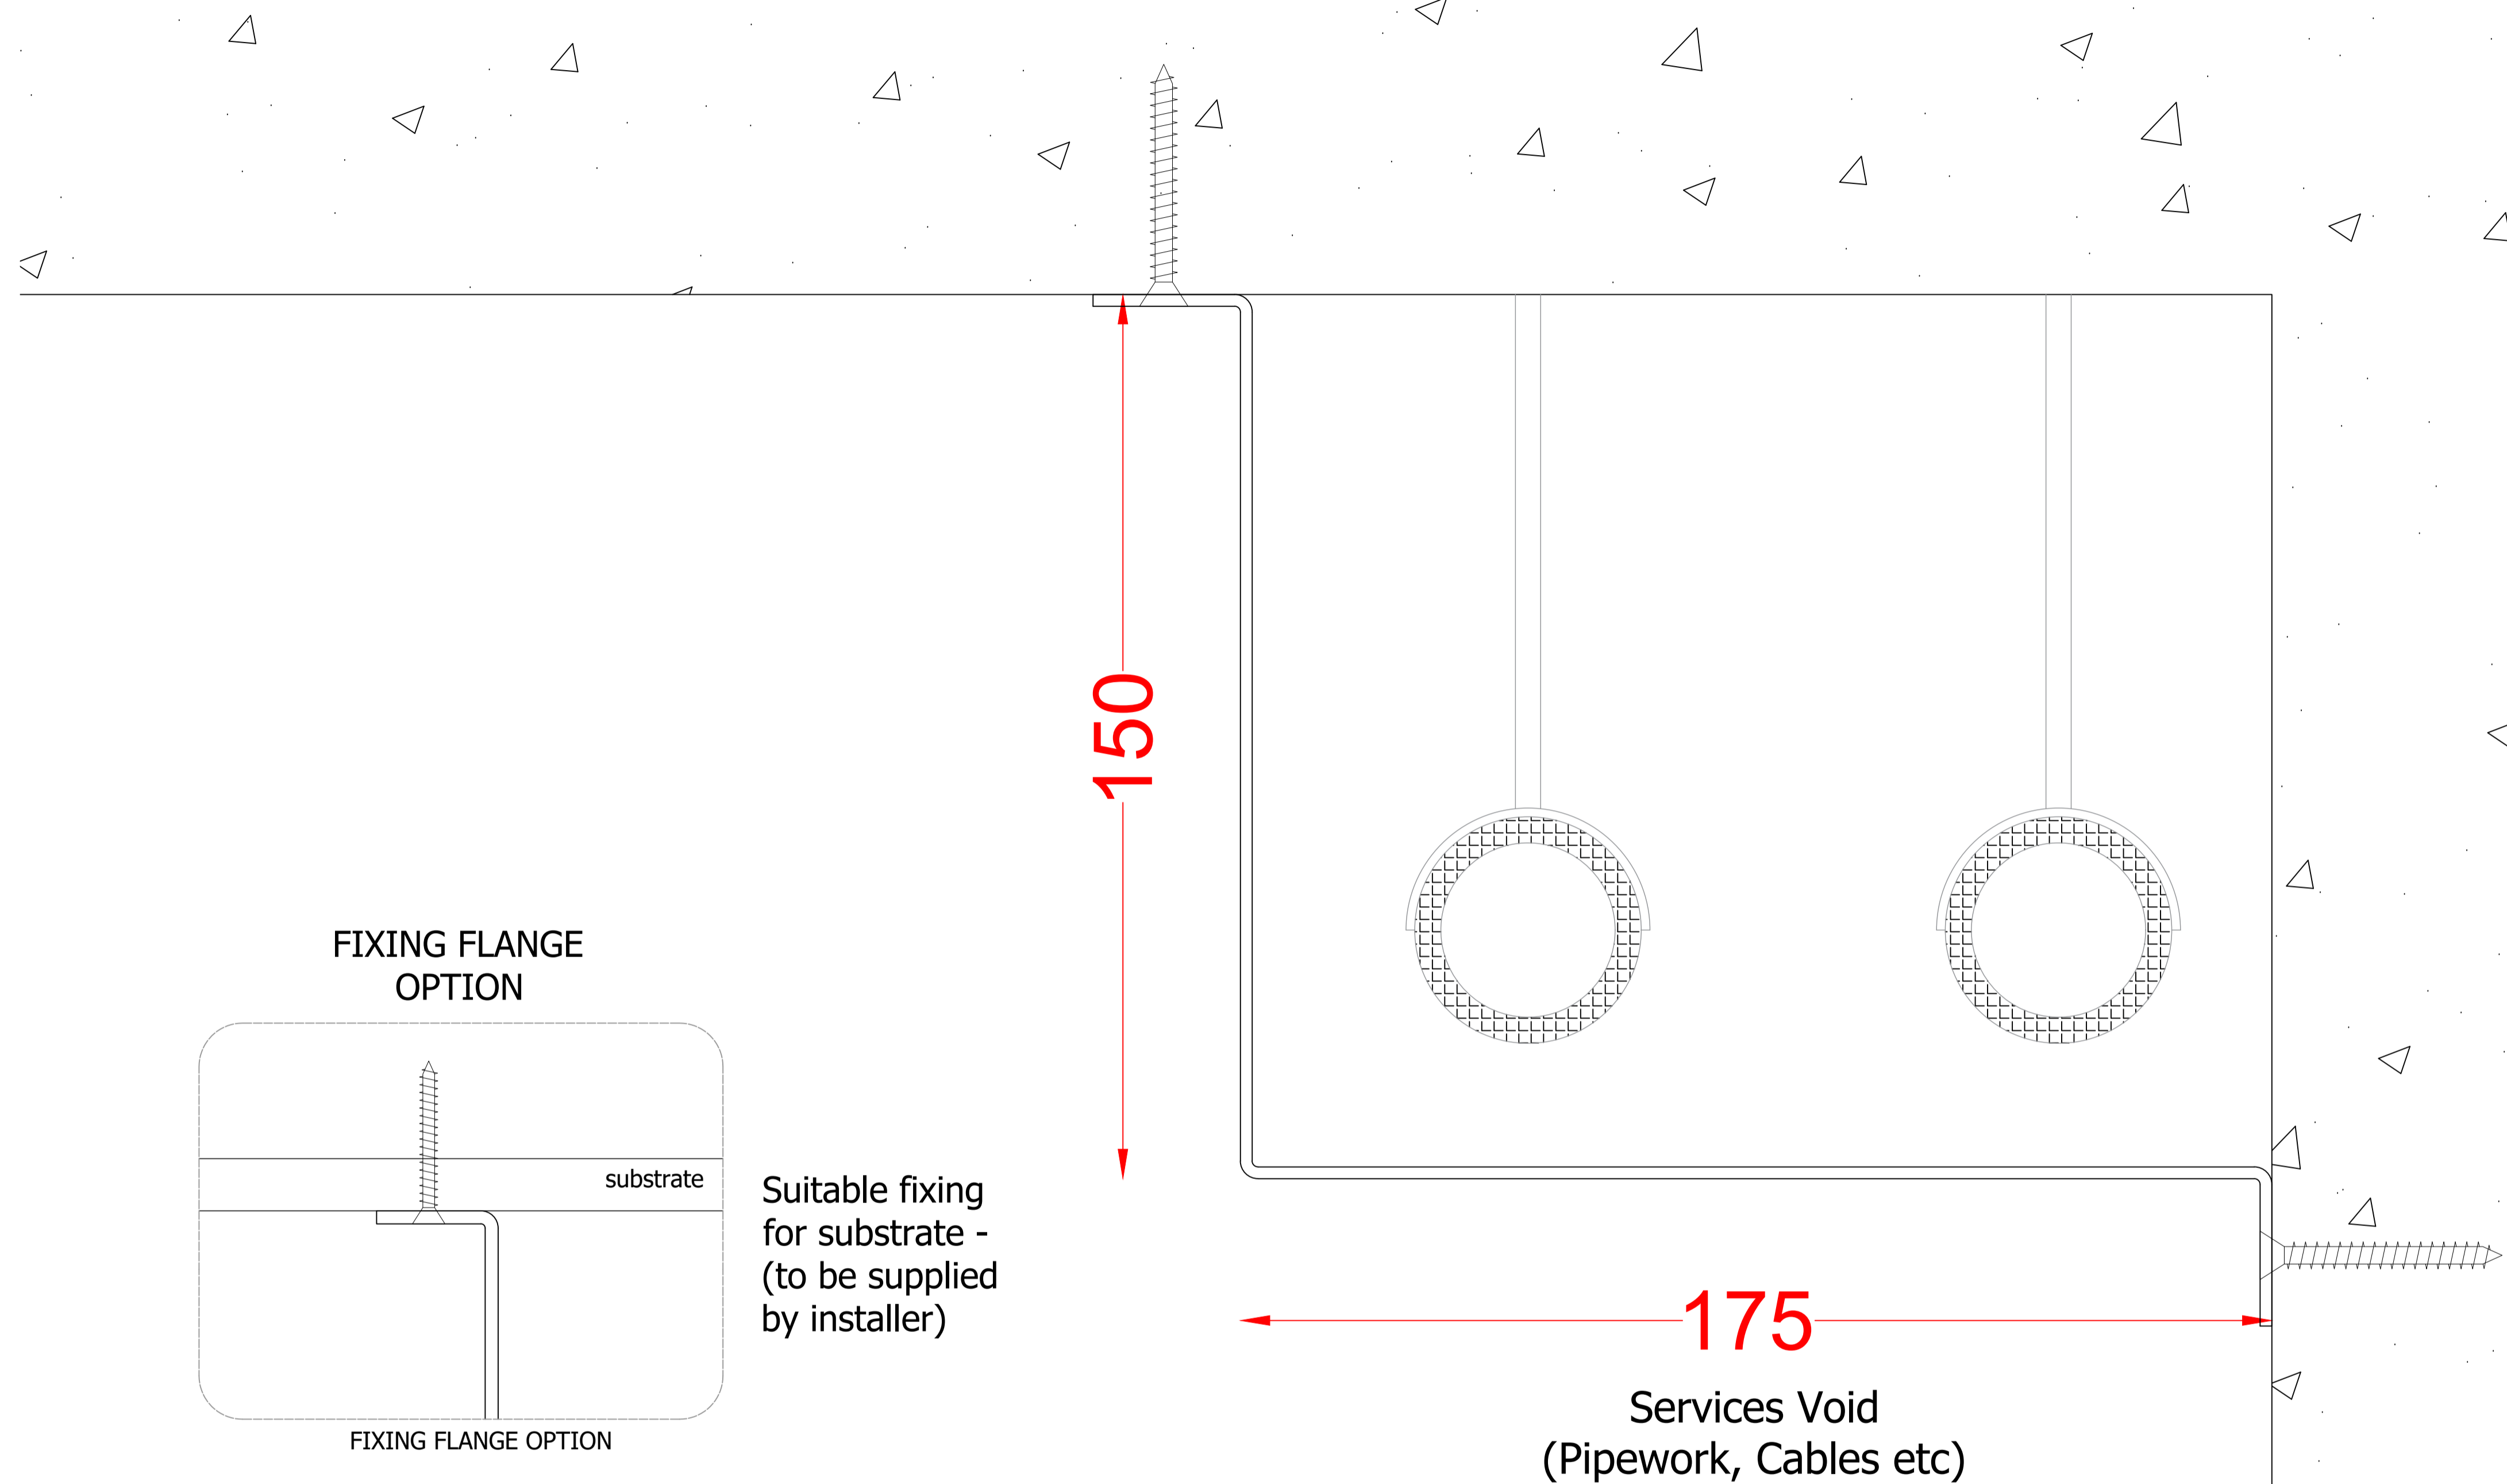 150
FIXING FLANGE
OPTION
substrate
FIXING FLANGE OPTION
Suitable fixing
for substrate -
(to be supplied
by installer)
175
Services Void
(Pipework, Cables etc)